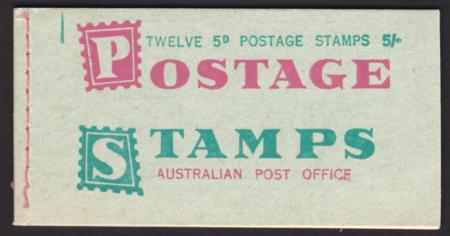 TWELVE 5D POSTAGE STAMPS 5/-
POSTAGE
STAMPS
AUSTRALIAN POST OFFICE